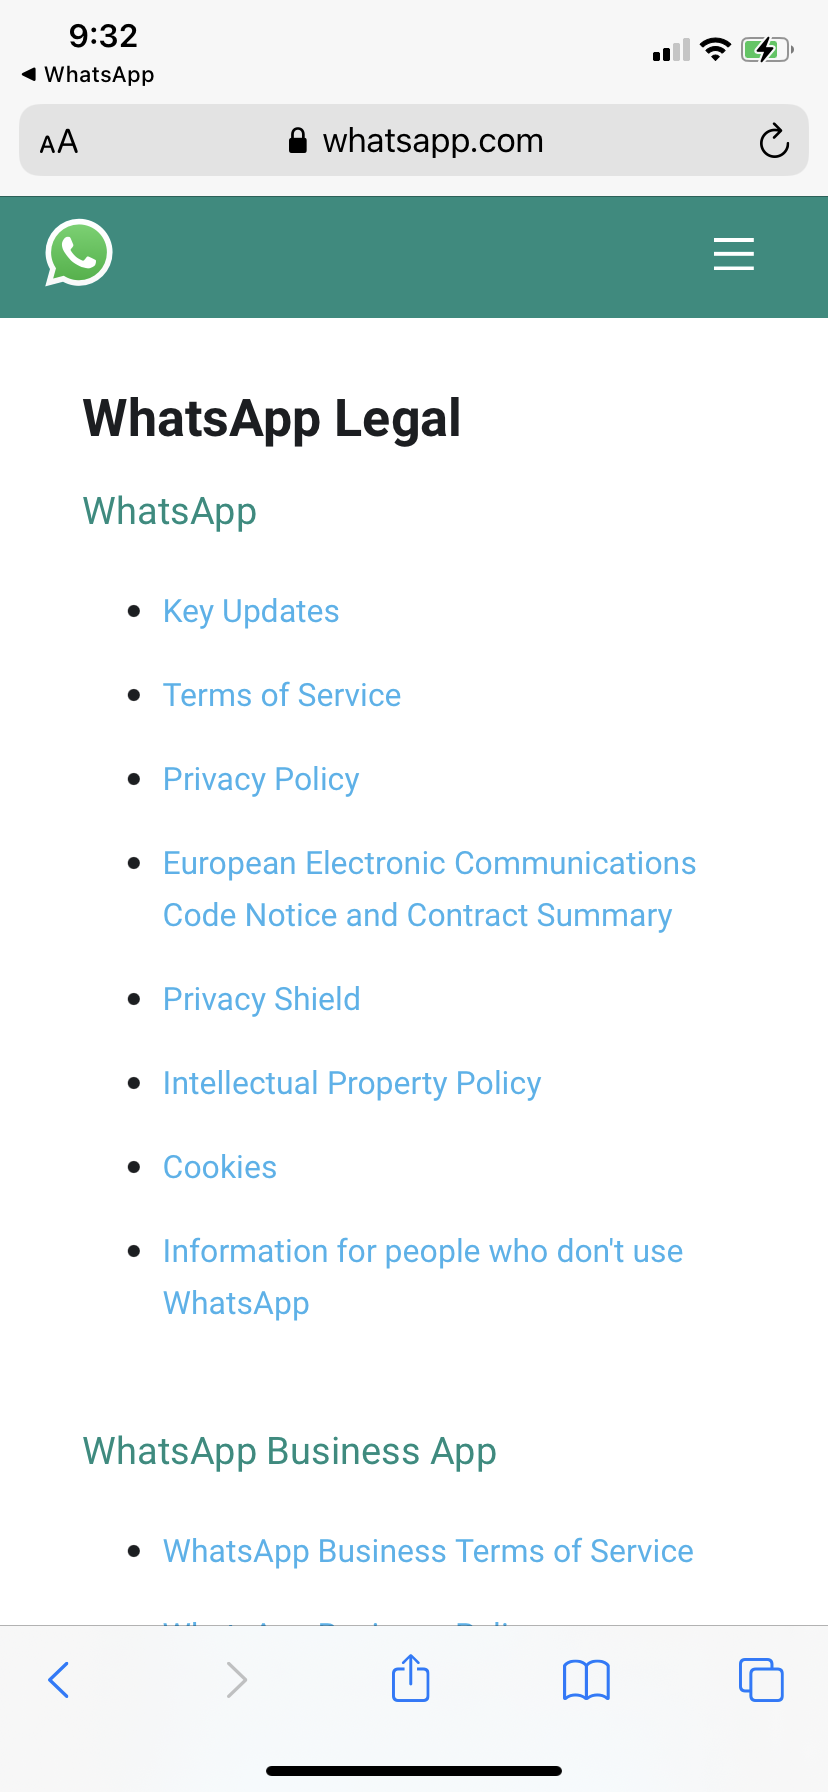 9:32
WhatsApp
AA
whatsapp.com
WhatsApp Legal
WhatsApp
Key Updates
Terms of Service
Privacy Policy
European Electronic Communications
Code Notice and Contract Summary
Privacy Shield
Intellectual Property Policy
Cookies
Information for people who don't use
WhatsApp
WhatsApp Business App
WhatsApp Business Terms of Service